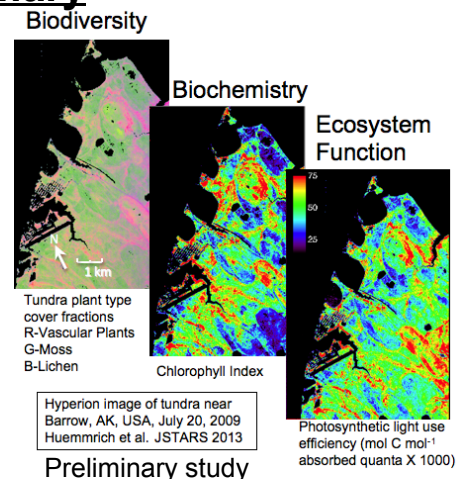 Biodiversity
Biochemistry
Ecosystem
Function
75
50
25
N
1 km
Tundra plant type
cover fractions
R-Vascular Plants
G-Moss
B-Lichen
Chlorophyll Index
Hyperion image of tundra near
Barrow, AK, USA, July 20, 2009
Huemmrich et al. JSTARS 2013
Photosynthetic light use
efficiency (mol C mol-1
absorbed quanta X 1000)
Preliminary study